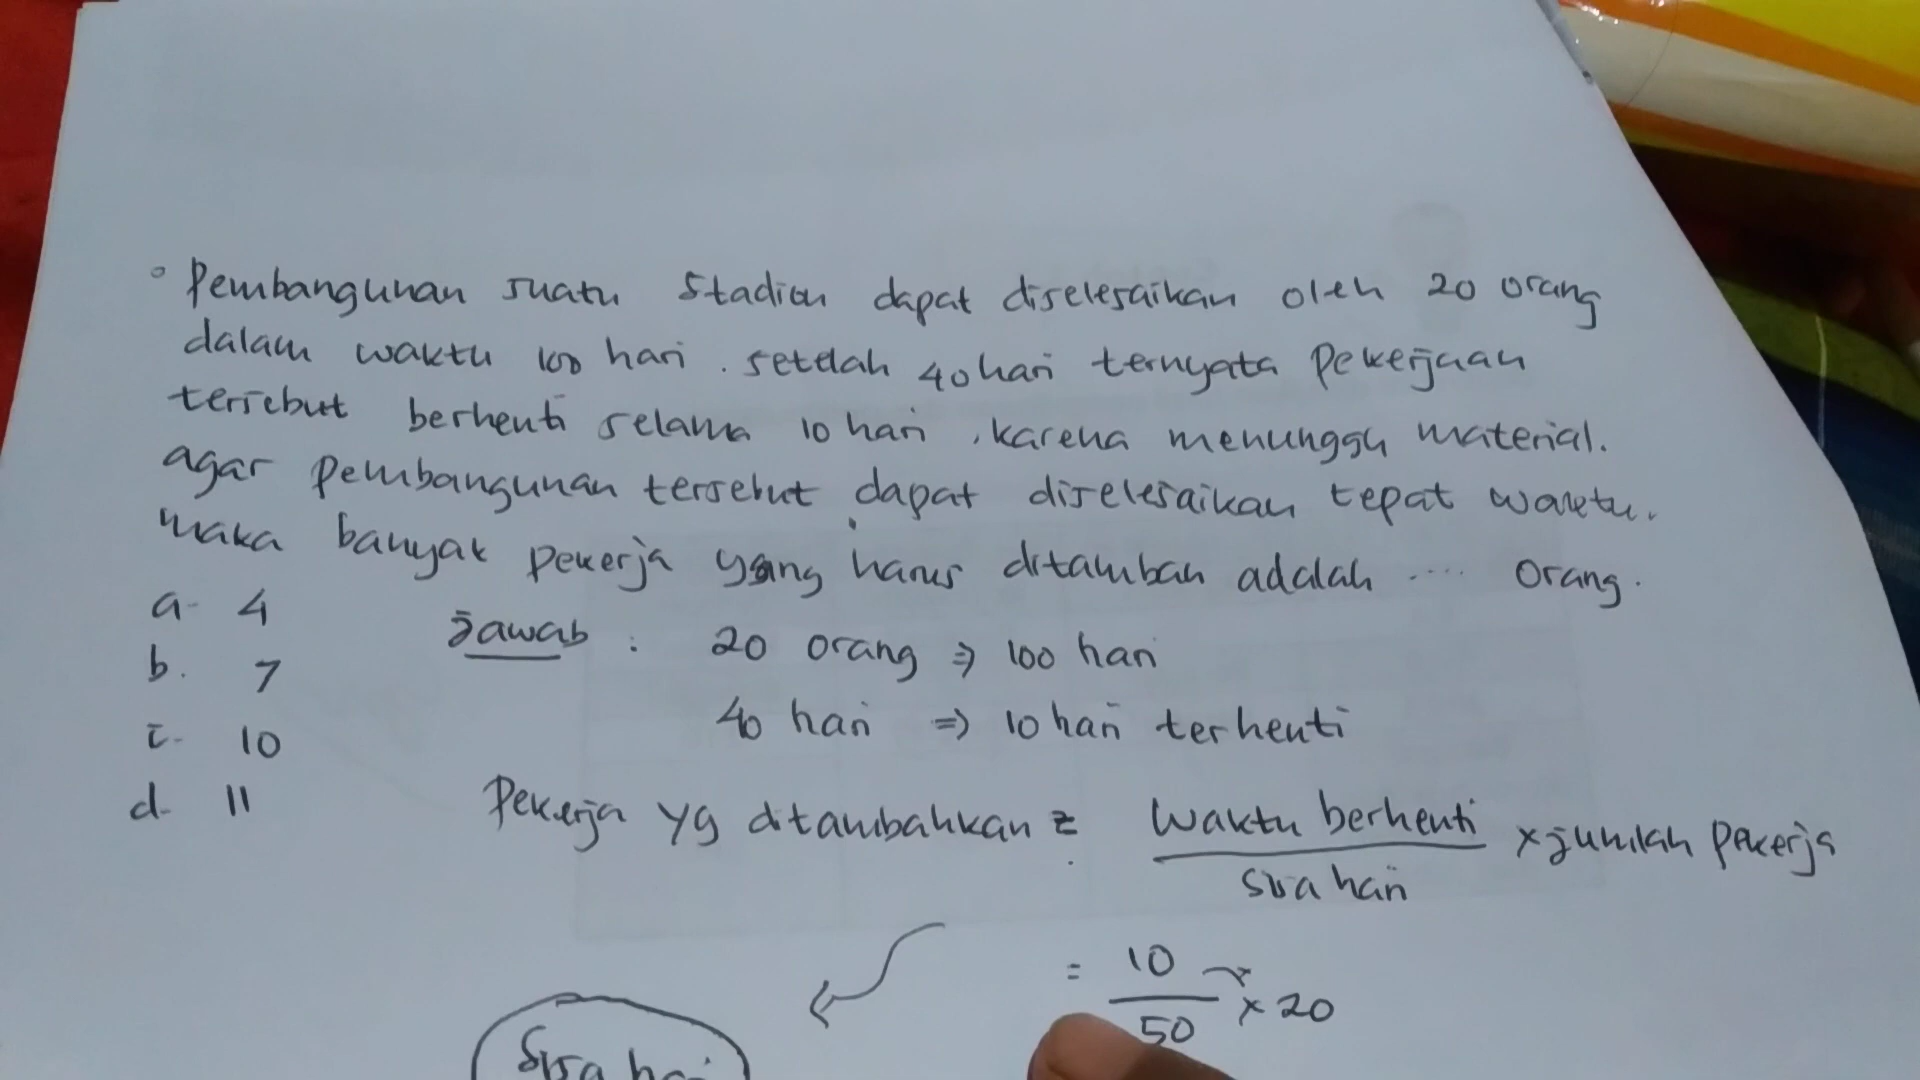 Pembangunan suatu stadion dapat diselesaikan oleh 20 orang
dalam waktu 100 hari. setelah 40 hari ternyata pekerjaan
tersebut berhenti selama 10 hari, karena menunggu material.
agar pembangunan tersebut dapat diselesaikan tepat waktu.
maka banyak pekerja yang harus ditambah adalah .... orang.
a. 4
b. 7
c. 10
d. 11
Jawab : 20 orang ⇒ 100 hari
40 hari ⇒ 10 hari terhenti
Pekerja yg ditambahkan = Waktu berhenti / sisa hari × jumlah pekerja
= 10 / 50 × 20
Sisa hari